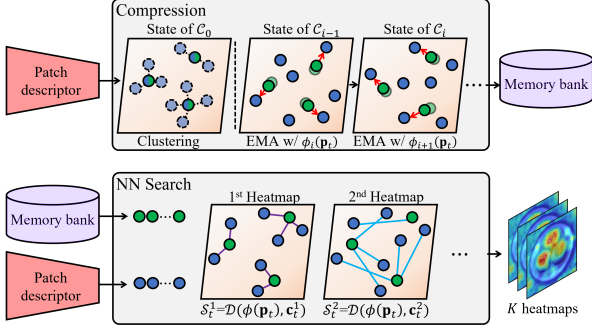 Compression
State of 𝒞₀
State of 𝒞ᵢ₋₁
State of 𝒞ᵢ
Patch
descriptor
Memory bank
Clustering
EMA w/ ϕᵢ(𝐩ₜ)
EMA w/ ϕᵢ₊₁(𝐩ₜ)
NN Search
1ˢᵗ Heatmap
2ⁿᵈ Heatmap
Memory bank
Patch
descriptor
𝒮ₜ¹=𝒟(ϕ(𝐩ₜ), 𝐜ₜ¹)
𝒮ₜ²=𝒟(ϕ(𝐩ₜ), 𝐜ₜ²)
K heatmaps